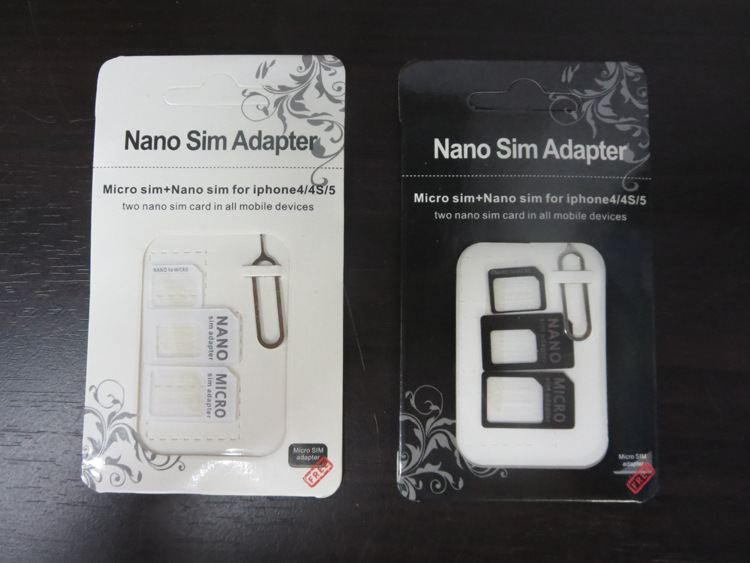 Nano Sim Adapter
Micro sim+Nano sim for iphone4/4S/5
two nano sim card in all mobile devices
NANO to MICRO
NANO
sim adapter
MICRO
sim adapter
Micro SIM
adapter
FREE
Nano Sim Adapter
Micro sim+Nano sim for iphone4/4S/5
two nano sim card in all mobile devices
NANO
sim adapter
MICRO
sim adapter
Micro SIM
adapter
FREE